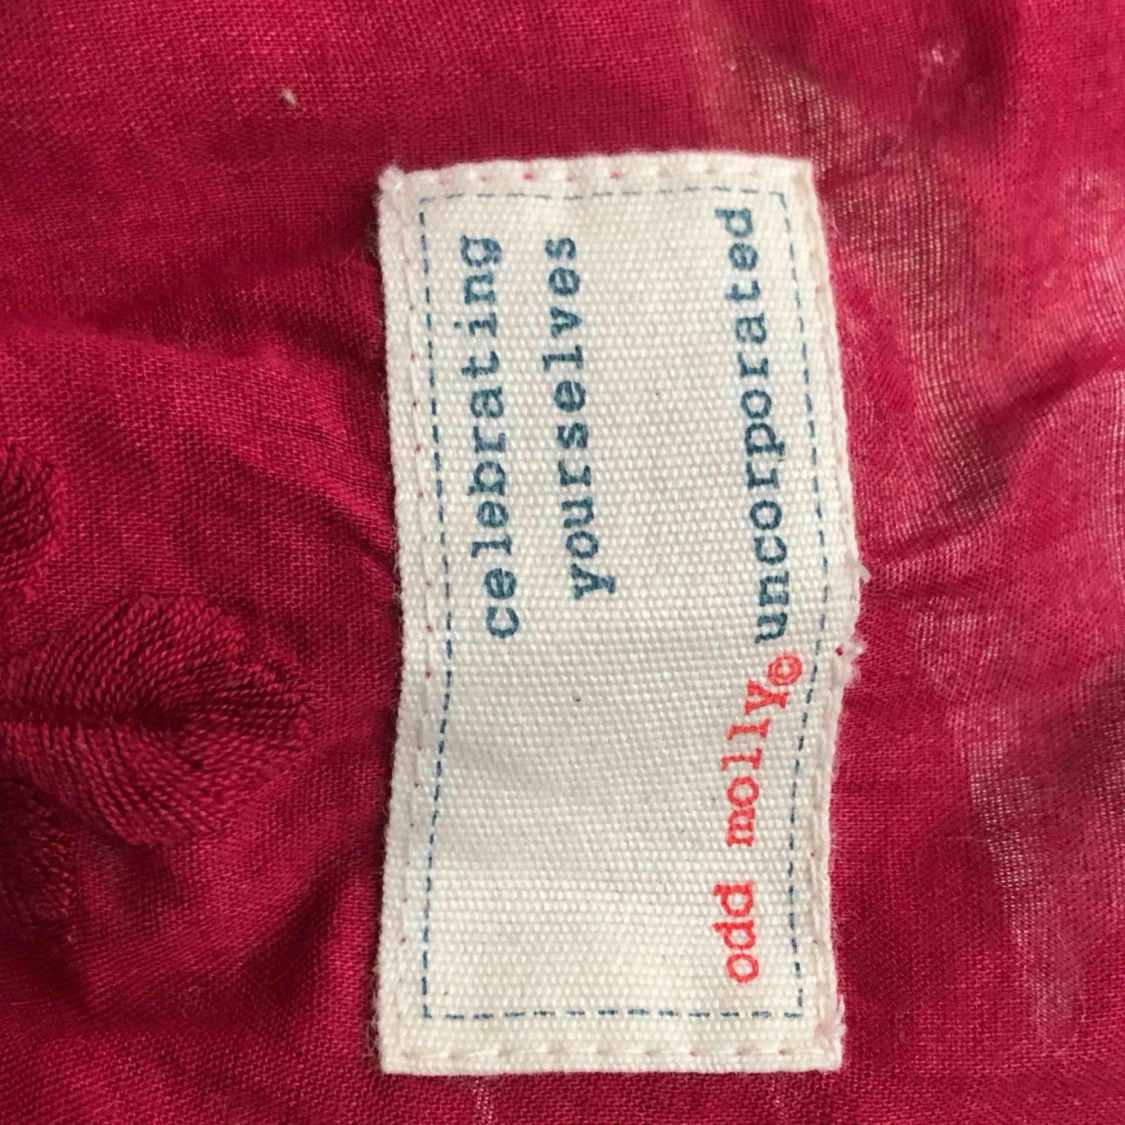 celebrating
yourselves
odd molly© uncorporated